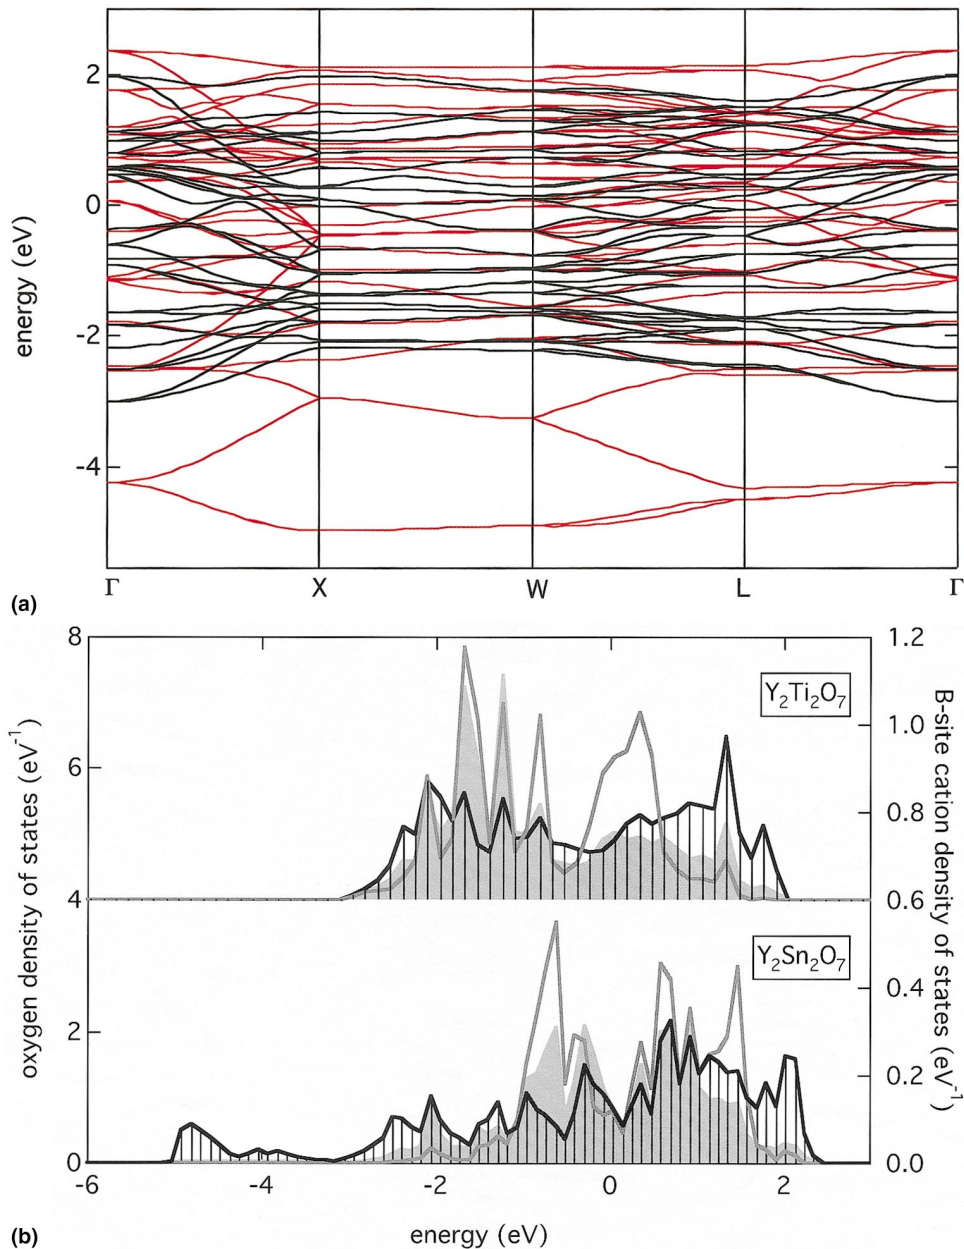 2
0
-2
-4
energy (eV)
Γ X W L Γ
(a)
8
6
4
2
0
oxygen density of states (eV⁻¹)
1.2
1.0
0.8
0.6
0.4
0.2
0.0
B-site cation density of states (eV⁻¹)
Y₂Ti₂O₇
Y₂Sn₂O₇
-6 -4 -2 0 2
energy (eV)
(b)